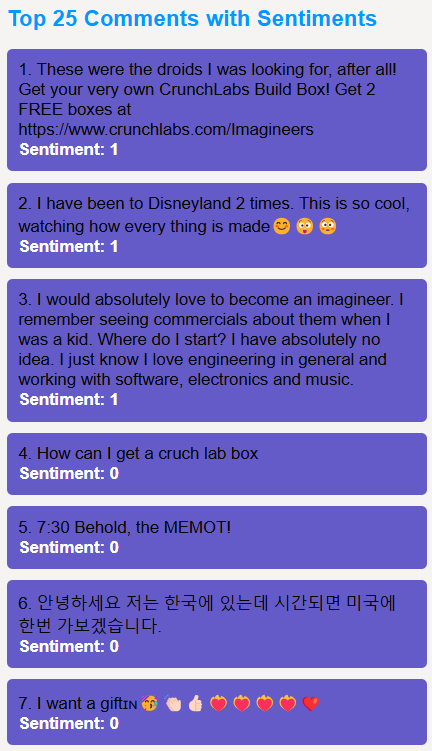 Top 25 Comments with Sentiments
1. These were the droids I was looking for, after all!
Get your very own CrunchLabs Build Box! Get 2
FREE boxes at
https://www.crunchlabs.com/Imagineers
Sentiment: 1
2. I have been to Disneyland 2 times. This is so cool,
watching how every thing is made😊😜😳
Sentiment: 1
3. I would absolutely love to become an imagineer. I
remember seeing commercials about them when I
was a kid. Where do I start? I have absolutely no
idea. I just know I love engineering in general and
working with software, electronics and music.
Sentiment: 1
4. How can I get a cruch lab box
Sentiment: 0
5. 7:30 Behold, the MEMOT!
Sentiment: 0
6. 안녕하세요 저는 한국에 있는데 시간되면 미국에
한번 가보겠습니다.
Sentiment: 0
7. I want a giftɪɴ 🥳 👏🏻 👍🏻 💝 💝 💝 💝 ❤️
Sentiment: 0